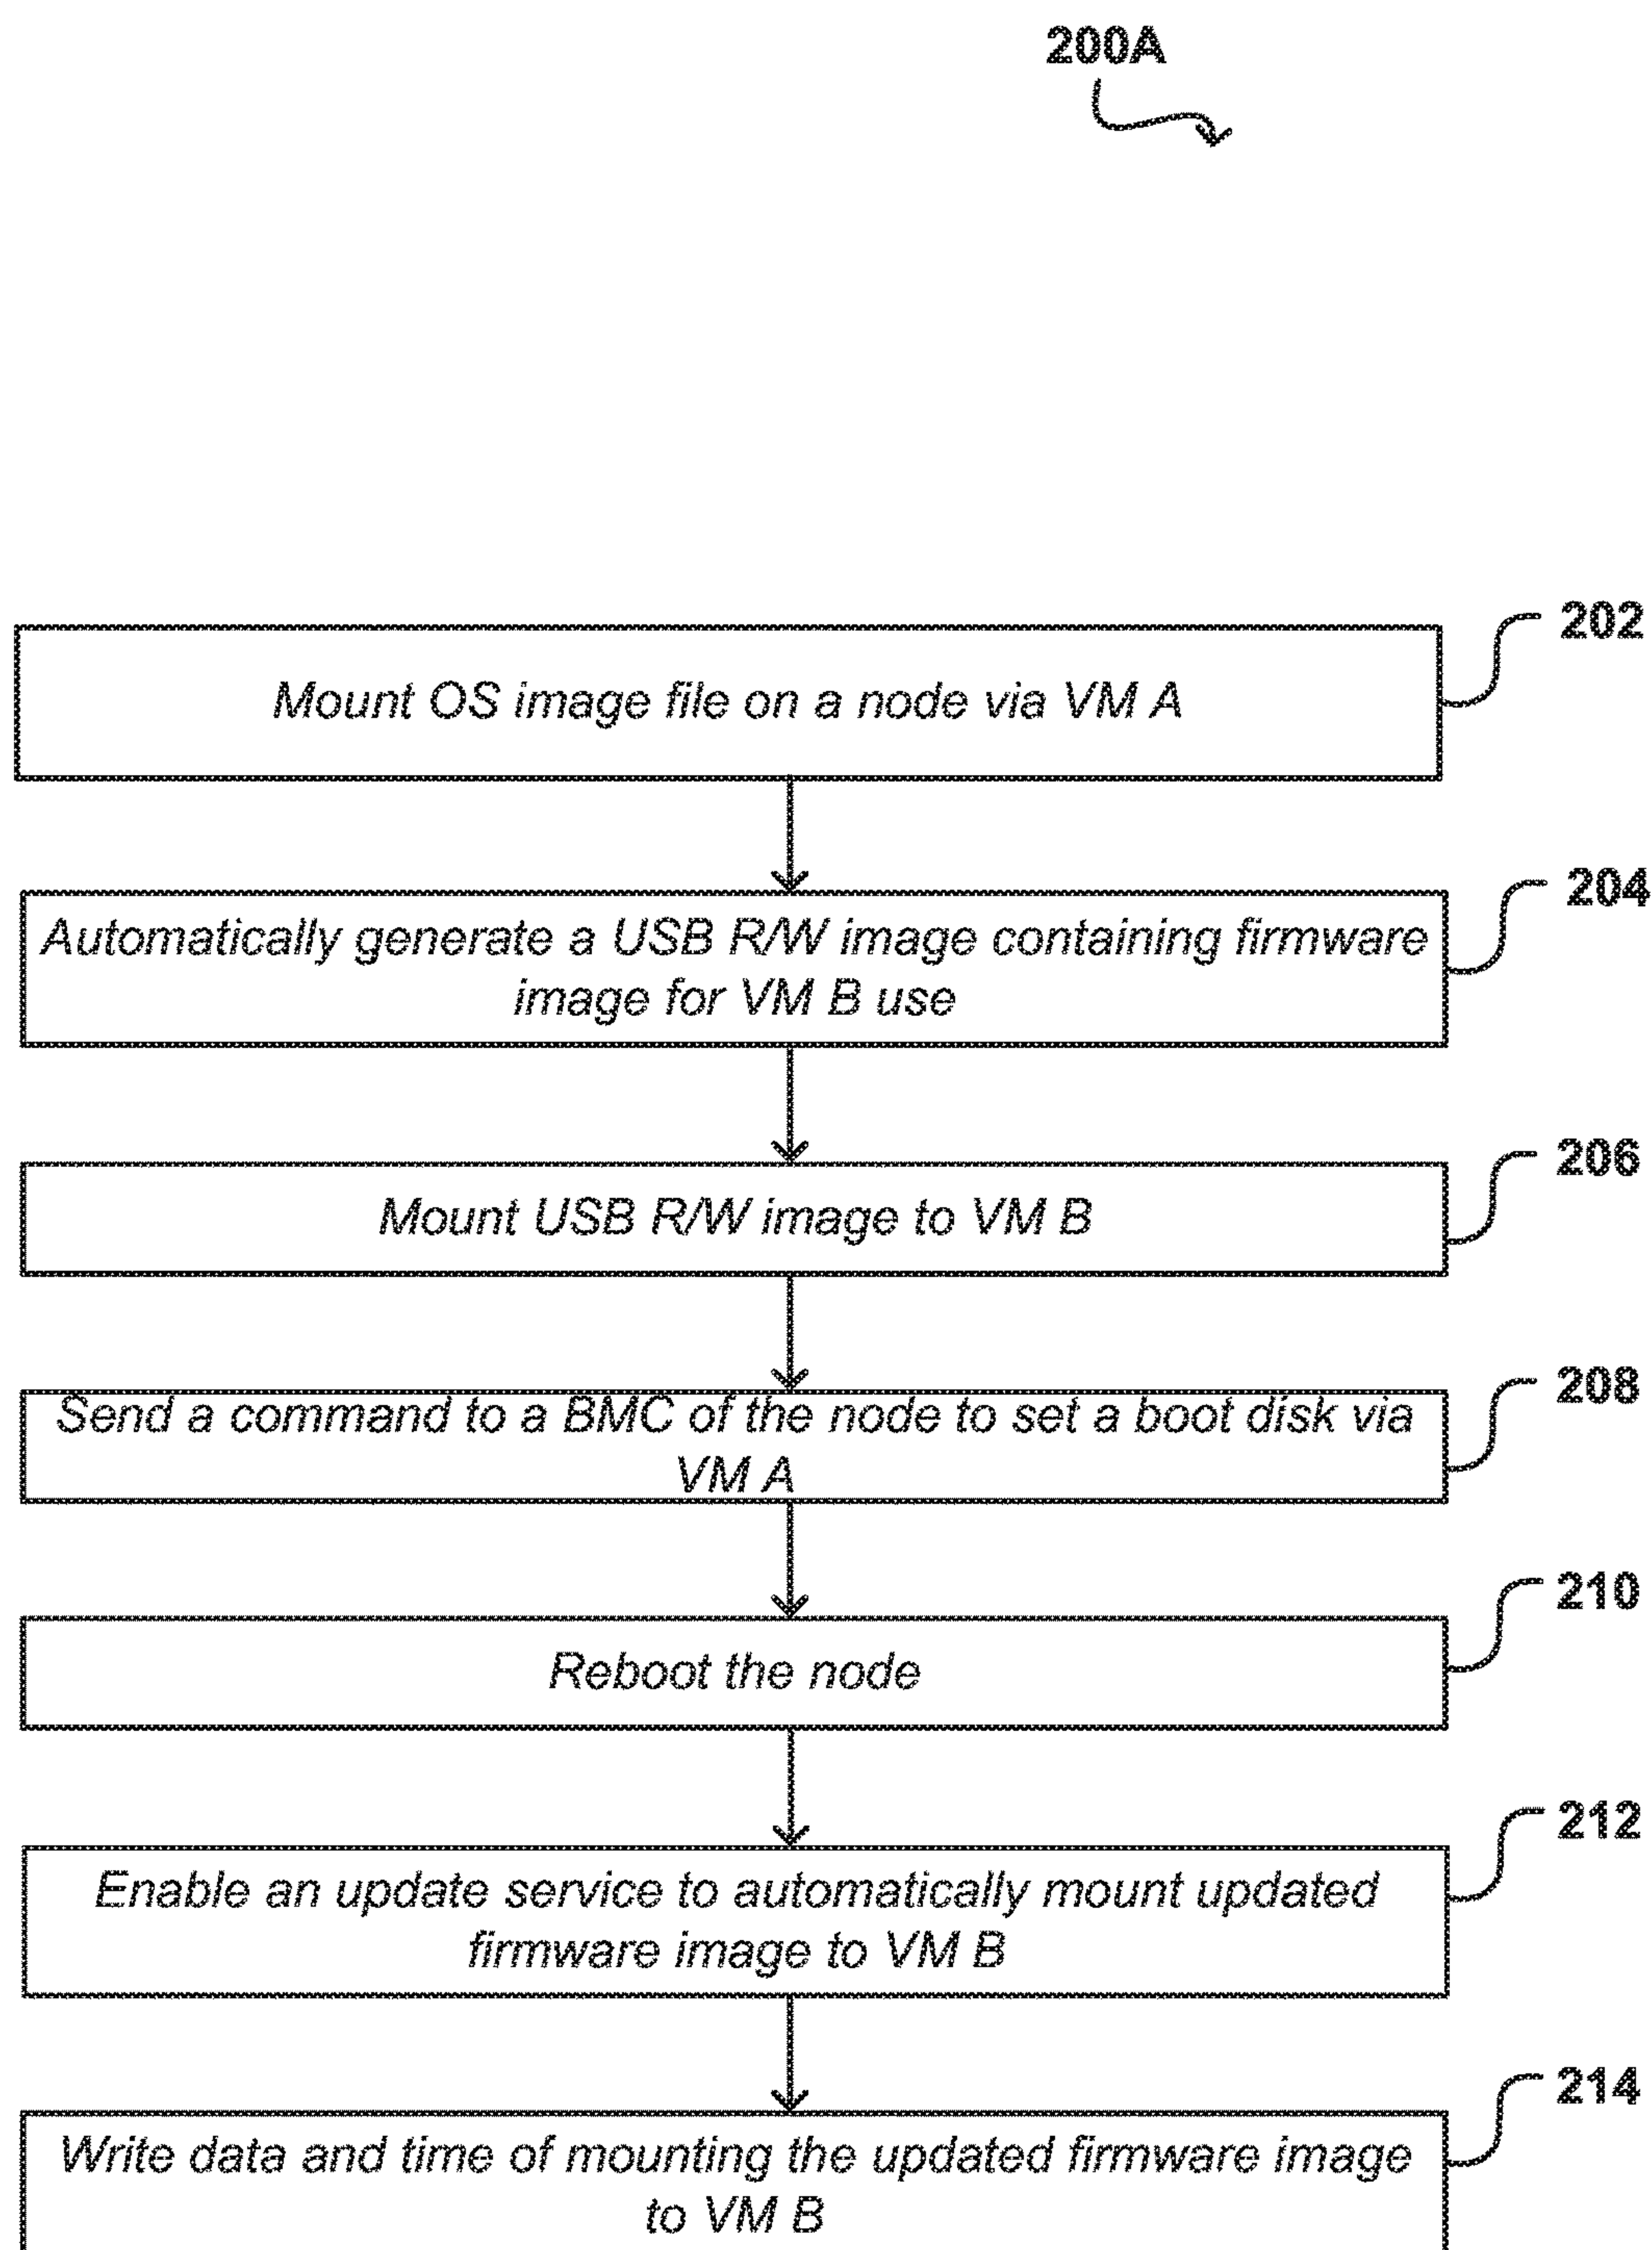 200A
202
Mount OS image file on a node via VM A
204
Automatically generate a USB R/W image containing firmware
image for VM B use
206
Mount USB R/W image to VM B
208
Send a command to a BMC of the node to set a boot disk via
VM A
210
Reboot the node
212
Enable an update service to automatically mount updated
firmware image to VM B
214
Write data and time of mounting the updated firmware image
to VM B